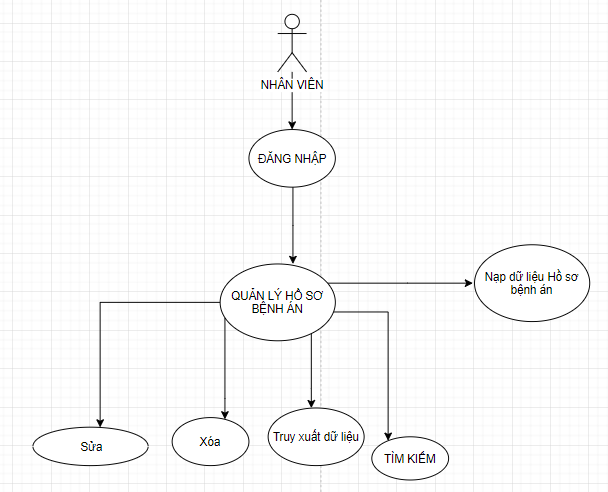 NHÂN VIÊN
ĐĂNG NHẬP
QUẢN LÝ HỒ SƠ
BỆNH ÁN
Nạp dữ liệu Hồ sơ
bệnh án
Sửa
Xóa
Truy xuất dữ liệu
TÌM KIẾM